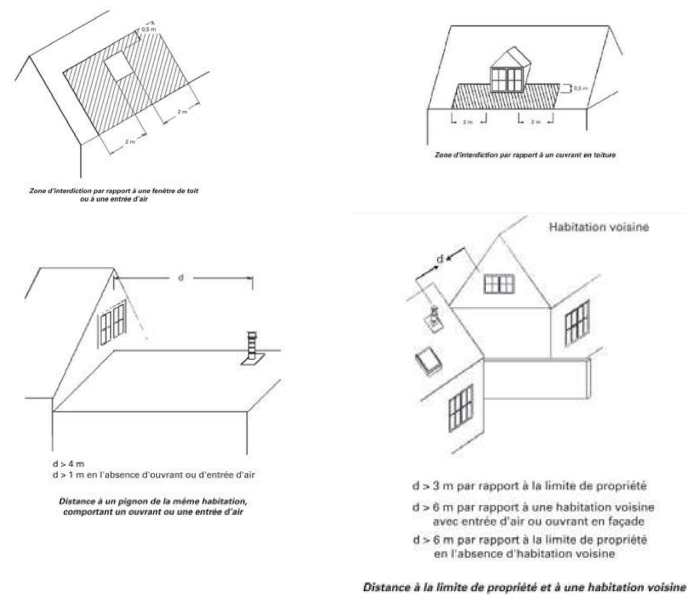 0,5 m
2 m
2 m
Zone d'interdiction par rapport à une fenêtre de toit
ou à une entrée d'air
0,5 m
2 m
2 m
Zone d'interdiction par rapport à un ouvrant en toiture
d
d > 4 m
d > 1 m en l'absence d'ouvrant ou d'entrée d'air
Distance à un pignon de la même habitation,
comportant un ouvrant ou une entrée d'air
Habitation voisine
d
d > 3 m par rapport à la limite de propriété
d > 6 m par rapport à une habitation voisine
avec entrée d'air ou ouvrant en façade
d > 6 m par rapport à la limite de propriété
en l'absence d'habitation voisine
Distance à la limite de propriété et à une habitation voisine